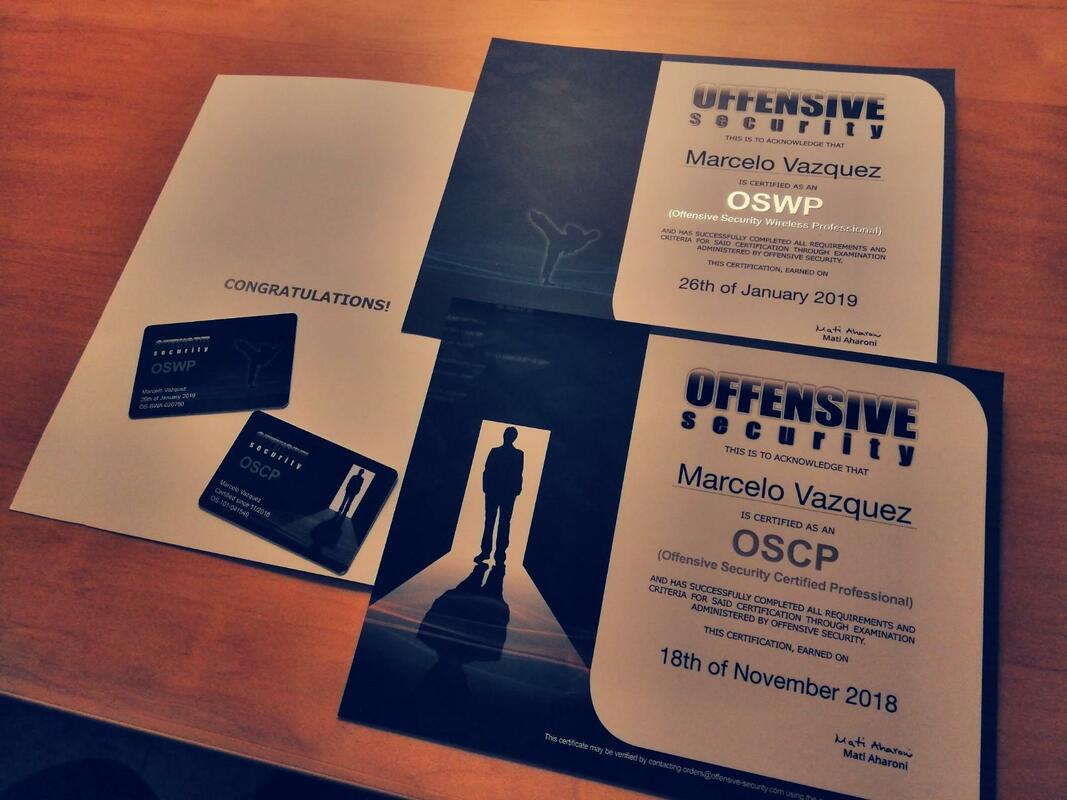 CONGRATULATIONS!
OFFENSIVE
security
OSWP
Marcelo Vazquez
26th of January 2019
OS-BWA-020760
OFFENSIVE
security
OSCP
Marcelo Vazquez
Certified since 11/2018
OS-101-041549
OFFENSIVE
security
THIS IS TO ACKNOWLEDGE THAT
Marcelo Vazquez
IS CERTIFIED AS AN
OSWP
(Offensive Security Wireless Professional)
AND HAS SUCCESSFULLY COMPLETED ALL REQUIREMENTS AND
CRITERIA FOR SAID CERTIFICATION THROUGH EXAMINATION
ADMINISTERED BY OFFENSIVE SECURITY.
THIS CERTIFICATION, EARNED ON
26th of January 2019
Mati Aharoni
Mati Aharoni
OFFENSIVE
security
THIS IS TO ACKNOWLEDGE THAT
Marcelo Vazquez
IS CERTIFIED AS AN
OSCP
(Offensive Security Certified Professional)
AND HAS SUCCESSFULLY COMPLETED ALL REQUIREMENTS AND
CRITERIA FOR SAID CERTIFICATION THROUGH EXAMINATION
ADMINISTERED BY OFFENSIVE SECURITY.
THIS CERTIFICATION, EARNED ON
18th of November 2018
Mati Aharoni
Mati Aharoni
This certificate may be verified by contacting orders@offensive-security.com using the